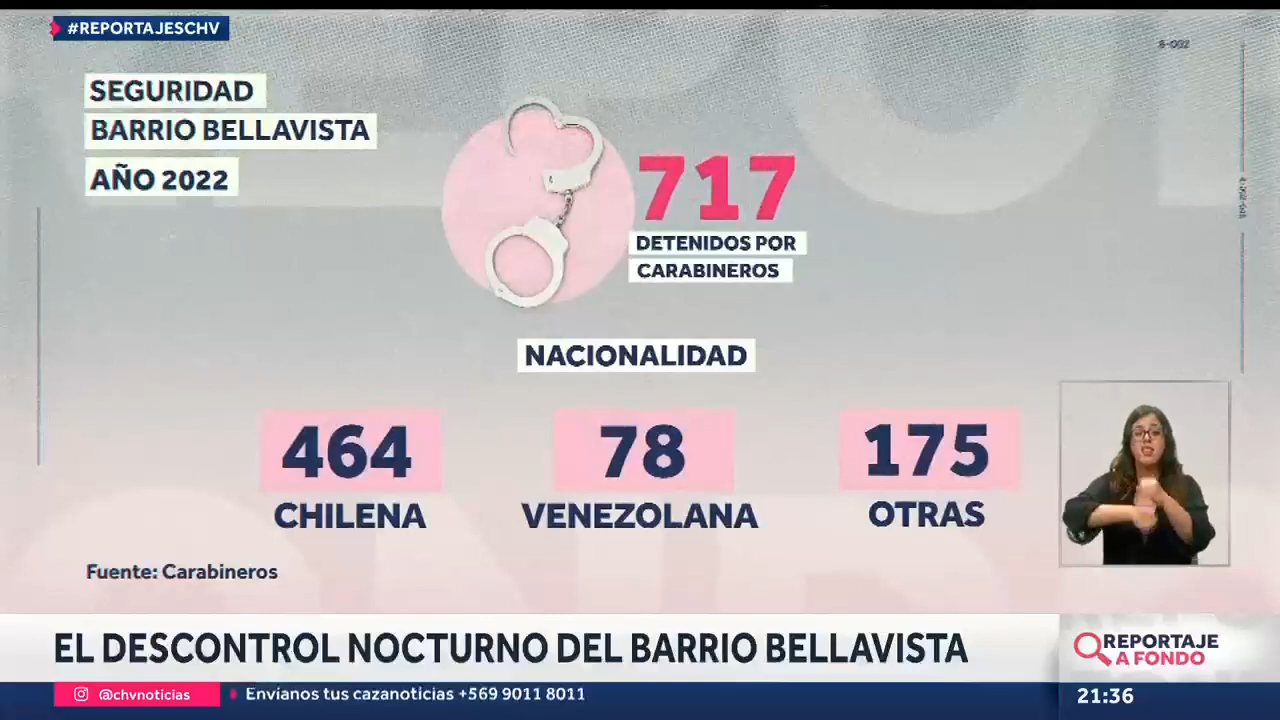 #REPORTAJESCHV
SEGURIDAD
BARRIO BELLAVISTA
AÑO 2022
717
DETENIDOS POR
CARABINEROS
NACIONALIDAD
464
CHILENA
78
VENEZOLANA
175
OTRAS
Fuente: Carabineros
EL DESCONTROL NOCTURNO DEL BARRIO BELLAVISTA
REPORTAJE
A FONDO
@chvnoticias
Envíanos tus cazanoticias +569 9011 8011
21:36